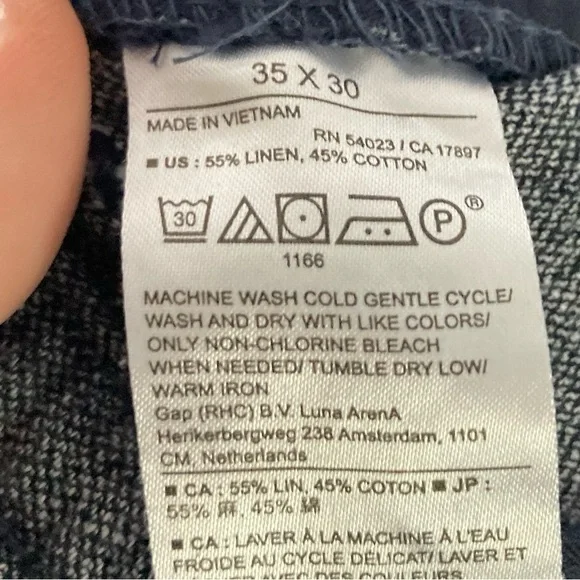 35 X 30
MADE IN VIETNAM
RN 54023 / CA 17897
■ US : 55% LINEN, 45% COTTON
30 P ®
1166
MACHINE WASH COLD GENTLE CYCLE/
WASH AND DRY WITH LIKE COLORS/
ONLY NON-CHLORINE BLEACH
WHEN NEEDED/ TUMBLE DRY LOW/
WARM IRON
Gap (RHC) B.V. Luna ArenA
Herikerbergweg 238 Amsterdam, 1101
CM, Netherlands
■ CA : 55% LIN, 45% COTON ■ JP :
55% 麻, 45% 綿
■ CA : LAVER À LA MACHINE À L'EAU
FROIDE AU CYCLE DÉLICAT/ LAVER ET
AVEC DES COULEURS